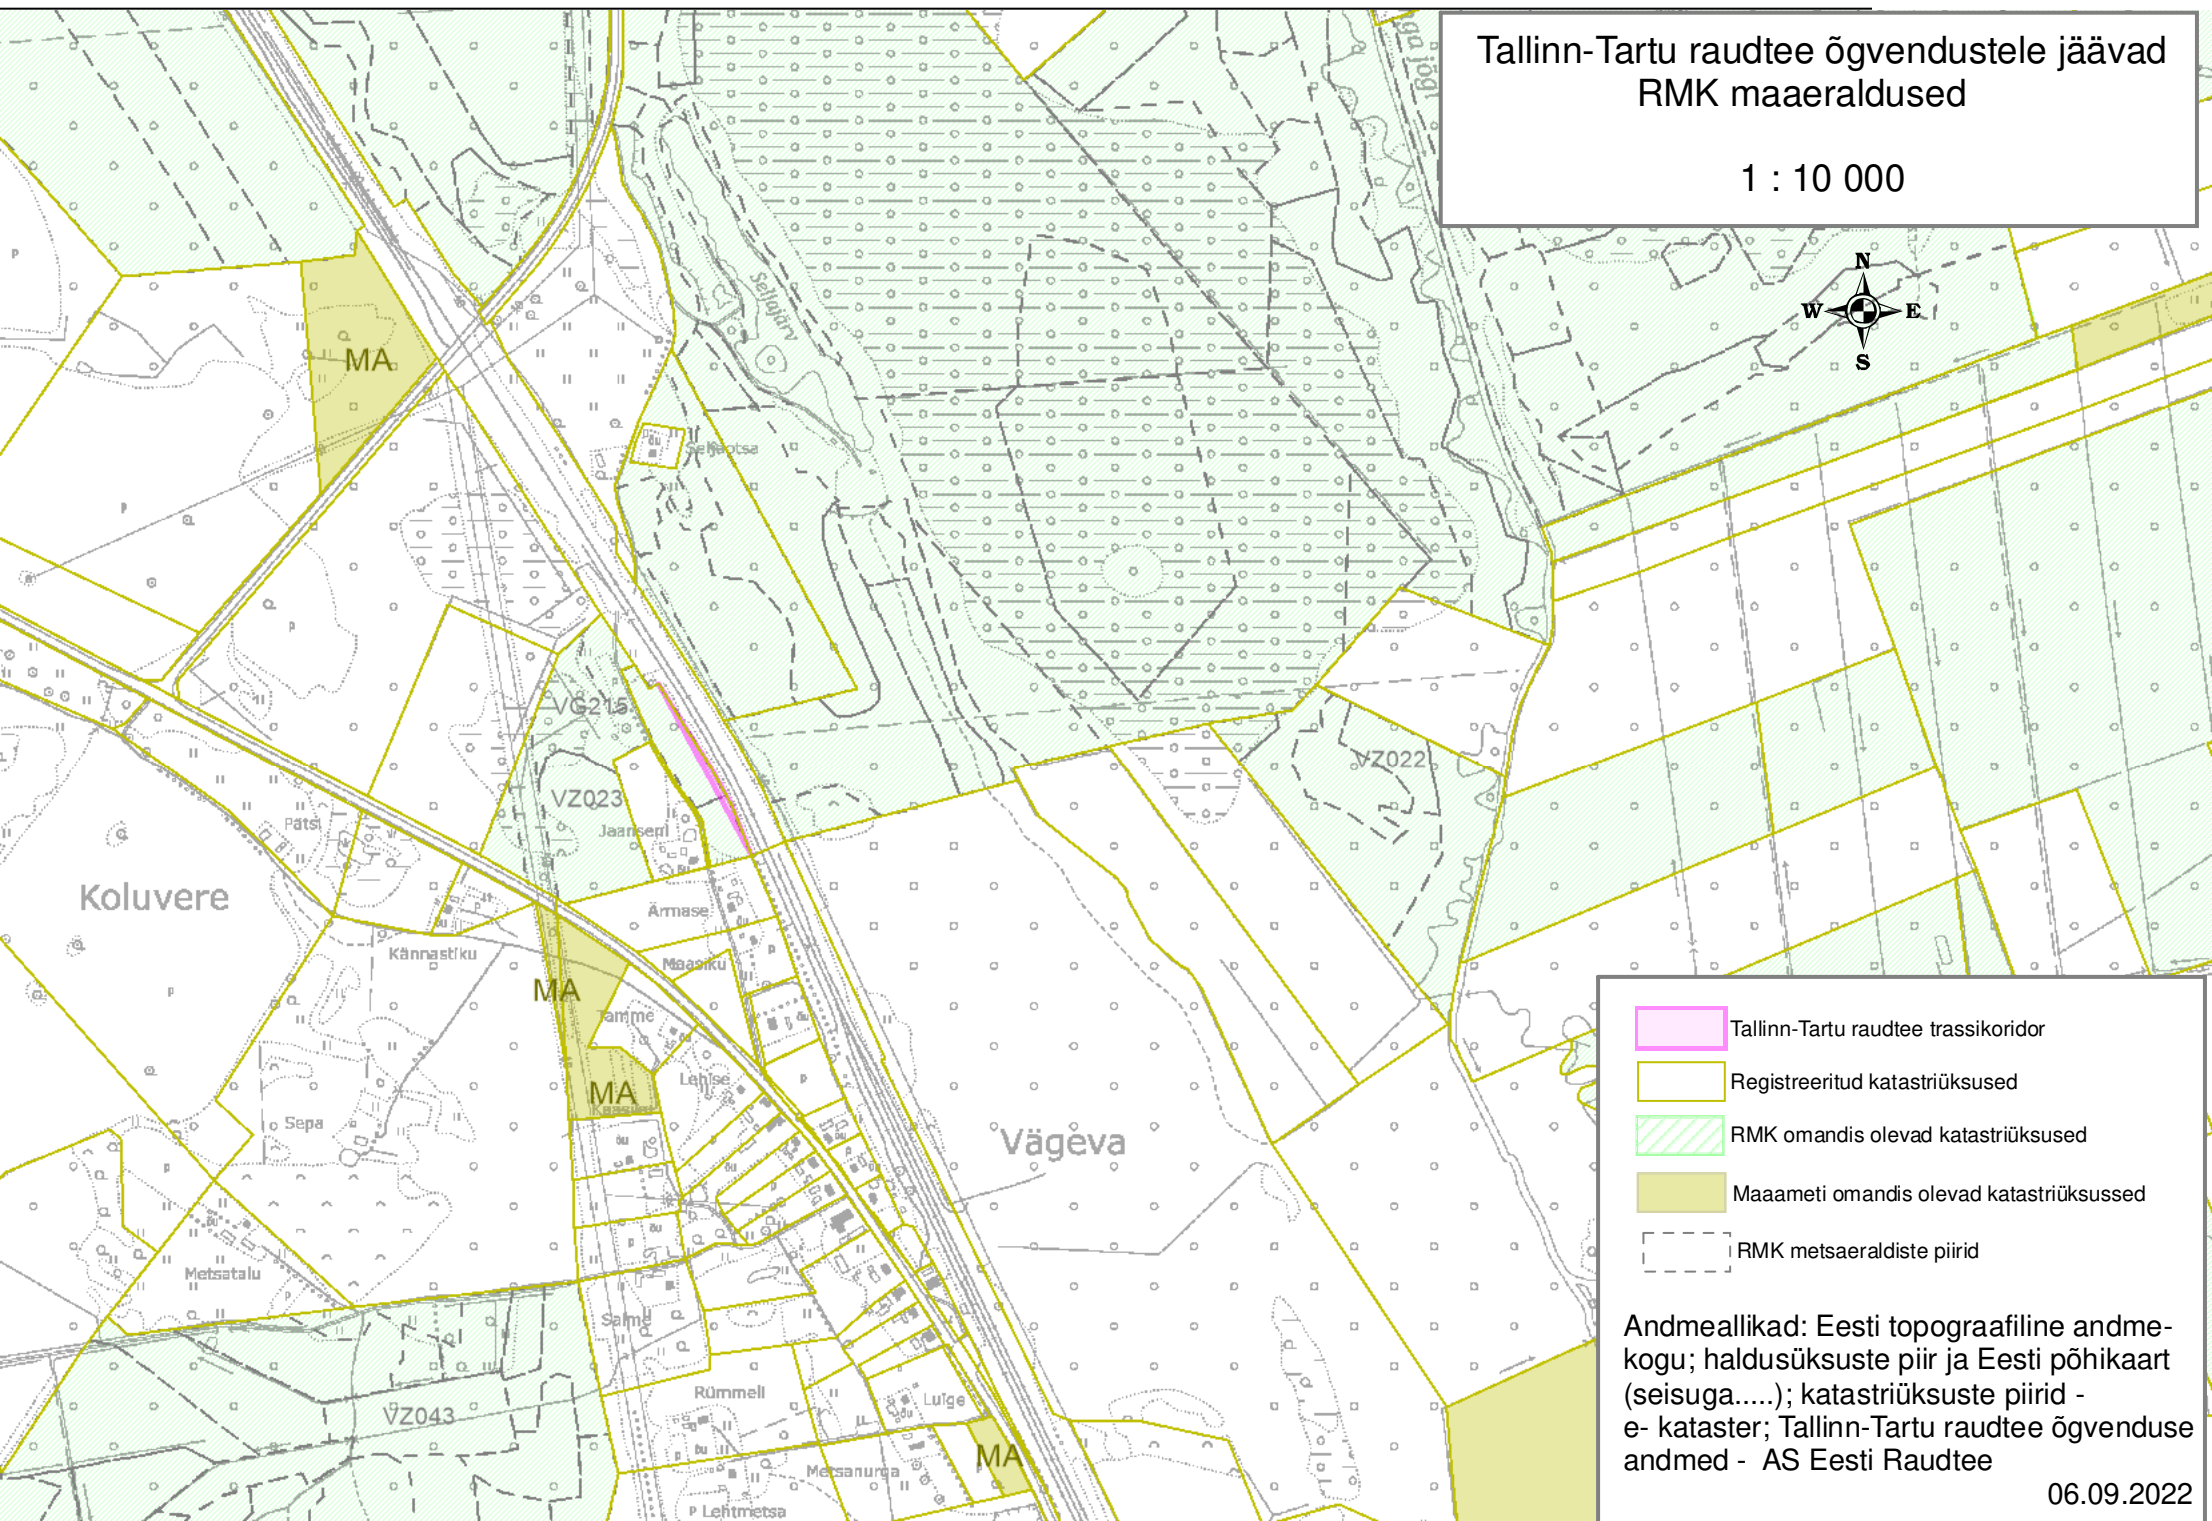 Tallinn-Tartu raudtee õgvendustele jäävad
RMK maaeraldused
1 : 10 000
N
W
E
S
Seljajärv
MA
Seljaotsa
VG215
VZ022
VZ023
Jaanseni
Pätsi
Koluvere
Ärmase
Kännastiku
Maasiku
MA
Tamme
Lehise
MA
Sepa
Vägeva
Metsatalu
Salme
VZ043
Rümmeli
Luige
MA
Metsanurga
Lehtmetsa
Tallinn-Tartu raudtee trassikoridor
Registreeritud katastriüksused
RMK omandis olevad katastriüksused
Maaameti omandis olevad katastriüksussed
RMK metsaeraldiste piirid
Andmeallikad: Eesti topograafiline andme-
kogu; haldusüksuste piir ja Eesti põhikaart
(seisuga.....); katastriüksuste piirid -
e- kataster; Tallinn-Tartu raudtee õgvenduse
andmed - AS Eesti Raudtee
06.09.2022